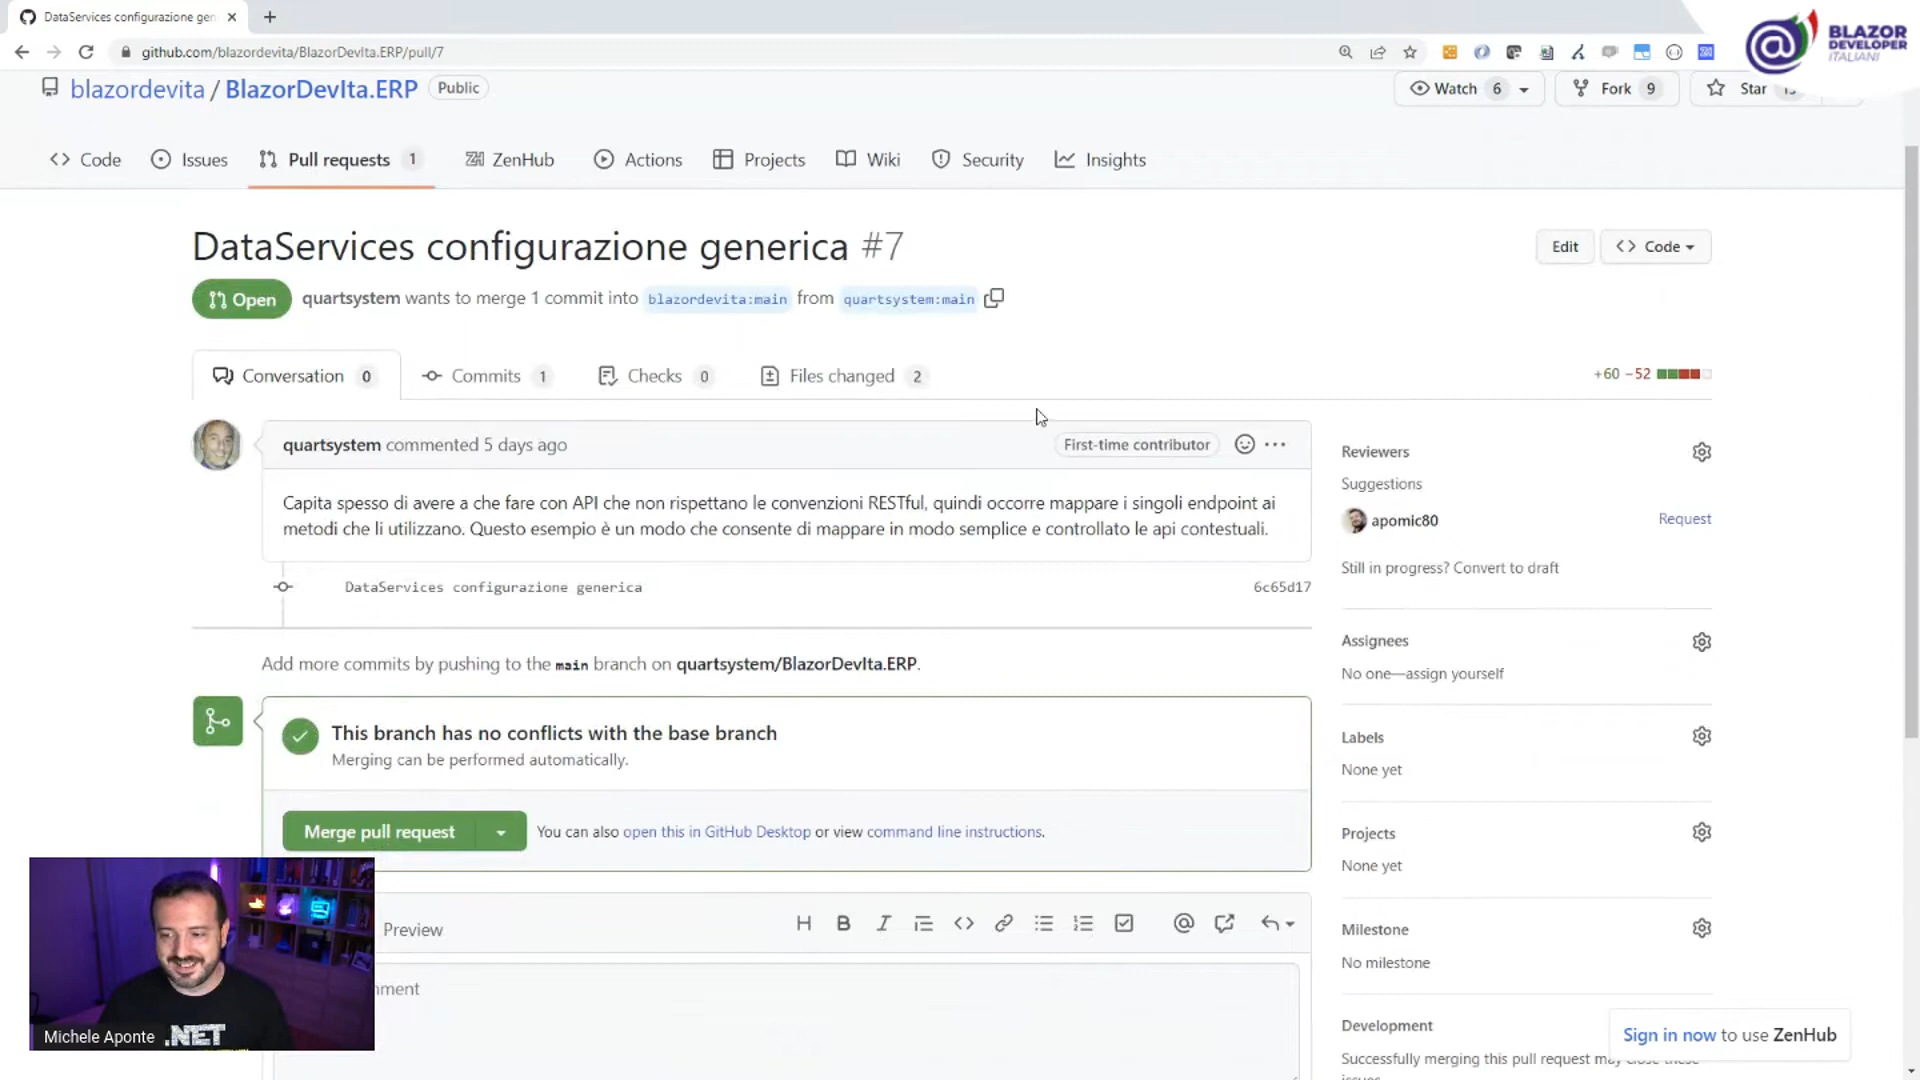 DataServices configurazione gen
github.com/blazordevita/BlazorDevIta.ERP/pull/7
BLAZOR
DEVELOPER
ITALIANI
blazordevita / BlazorDevIta.ERP Public
Watch 6
Fork 9
Star
Code
Issues
Pull requests 1
ZenHub
Actions
Projects
Wiki
Security
Insights
DataServices configurazione generica #7
Edit
Code
Open
quartsystem wants to merge 1 commit into blazordevita:main from quartsystem:main
Conversation 0
Commits 1
Checks 0
Files changed 2
+60 −52
quartsystem commented 5 days ago
First-time contributor
Capita spesso di avere a che fare con API che non rispettano le convenzioni RESTful, quindi occorre mappare i singoli endpoint ai
metodi che li utilizzano. Questo esempio è un modo che consente di mappare in modo semplice e controllato le api contestuali.
DataServices configurazione generica
6c65d17
Add more commits by pushing to the main branch on quartsystem/BlazorDevIta.ERP.
This branch has no conflicts with the base branch
Merging can be performed automatically.
Merge pull request
You can also open this in GitHub Desktop or view command line instructions.
Preview
H B I
mment
Michele Aponte
.NET
Reviewers
Suggestions
apomic80
Request
Still in progress? Convert to draft
Assignees
No one—assign yourself
Labels
None yet
Projects
None yet
Milestone
No milestone
Development
Successfully merging this pull request may close these
issues.
Sign in now to use ZenHub